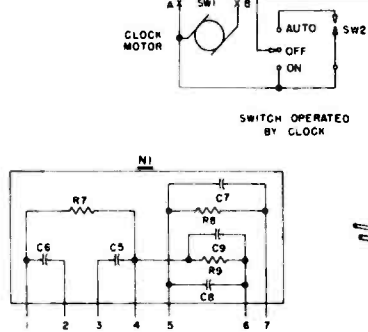 A SW1 B
CLOCK MOTOR
AUTO
SW2
OFF
ON
SWITCH OPERATED
BY CLOCK
N1
C7
R7
R8
C6 C5
C9
R9
C8
1 2 3 4 5 6 7